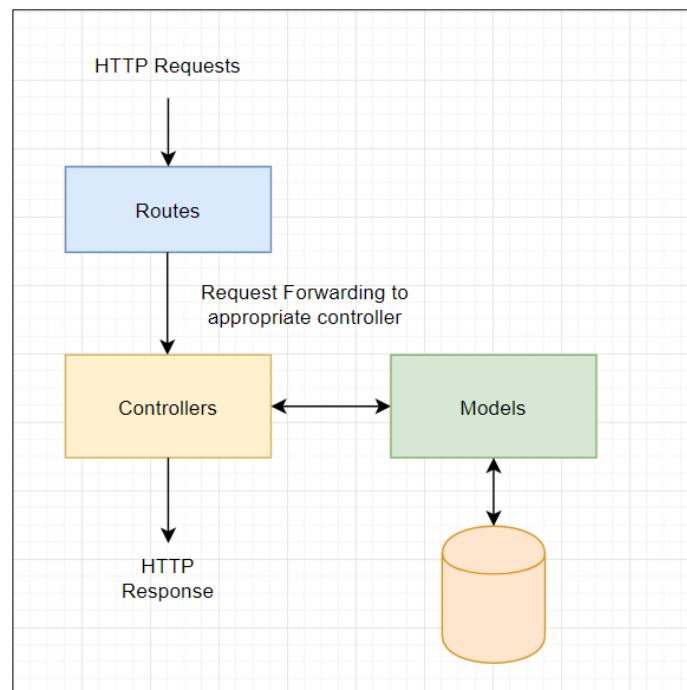 HTTP Requests
Routes
Request Forwarding to
appropriate controller
Controllers
Models
HTTP
Response